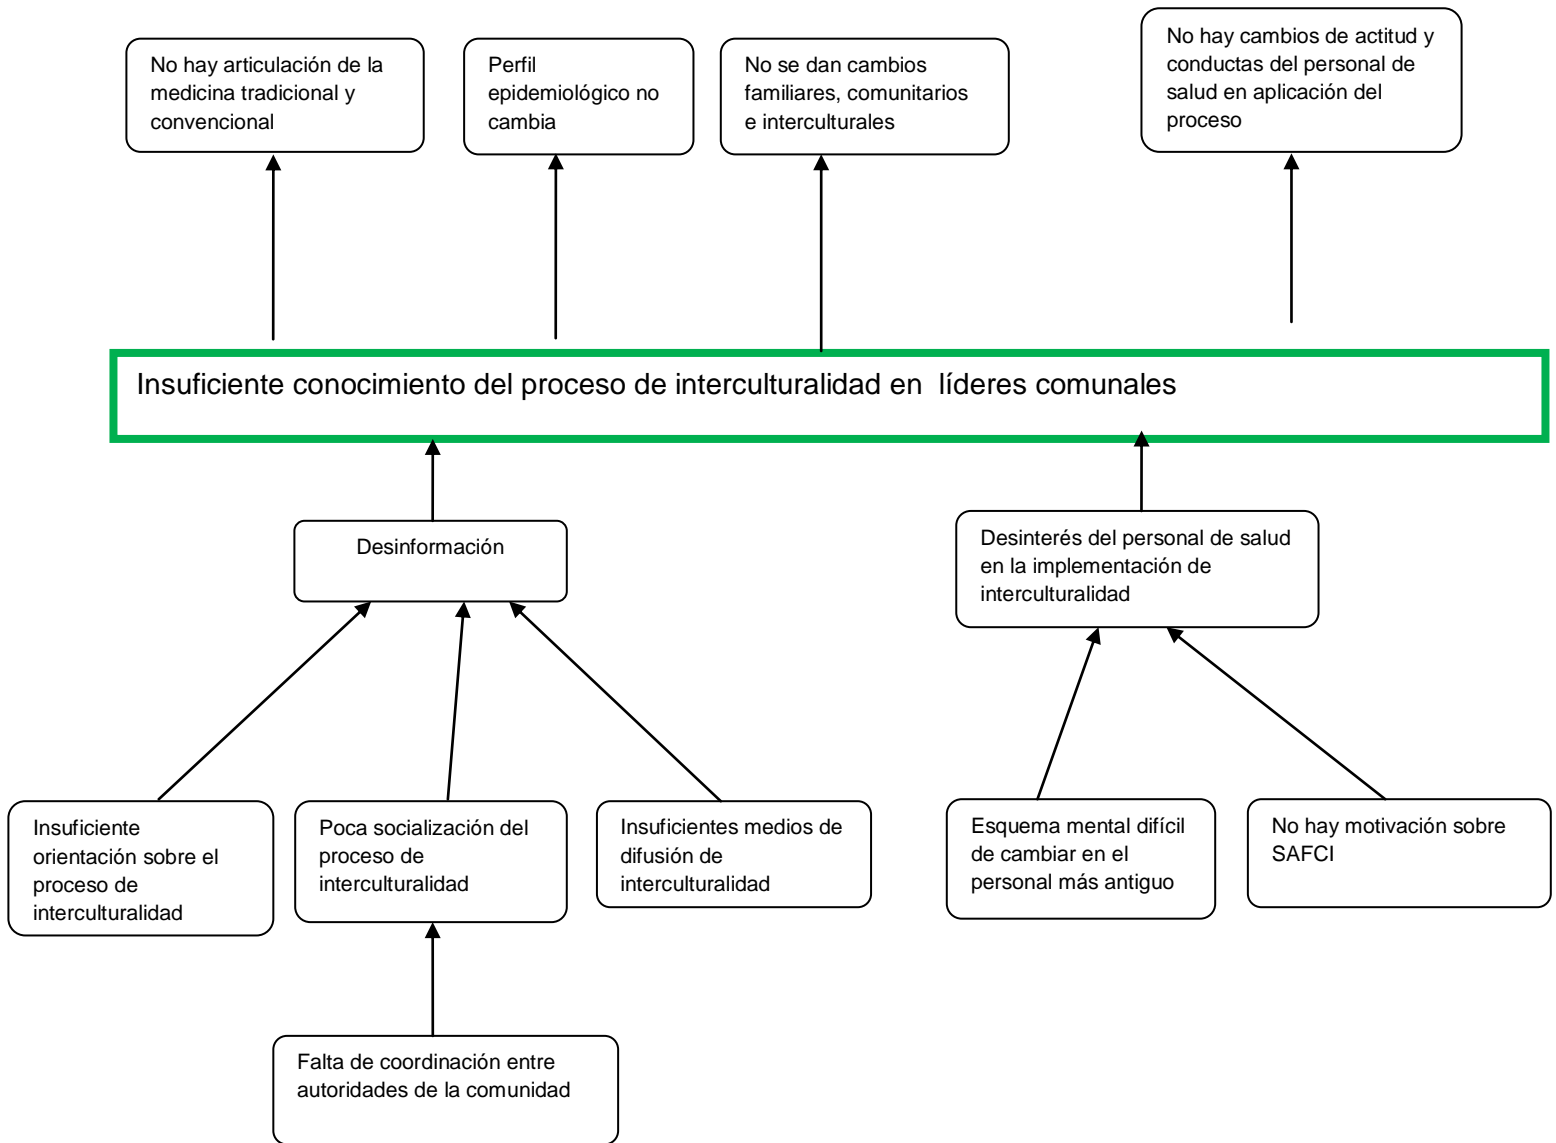 No hay articulación de la
medicina tradicional y
convencional
Perfil
epidemiológico no
cambia
No se dan cambios
familiares, comunitarios
e interculturales
No hay cambios de actitud y
conductas del personal de
salud en aplicación del
proceso
Insuficiente conocimiento del proceso de interculturalidad en  líderes comunales
Desinformación
Desinterés del personal de salud
en la implementación de
interculturalidad
Insuficiente
orientación sobre el
proceso de
interculturalidad
Poca socialización del
proceso de
interculturalidad
Insuficientes medios de
difusión de
interculturalidad
Esquema mental difícil
de cambiar en el
personal más antiguo
No hay motivación sobre
SAFCI
Falta de coordinación entre
autoridades de la comunidad